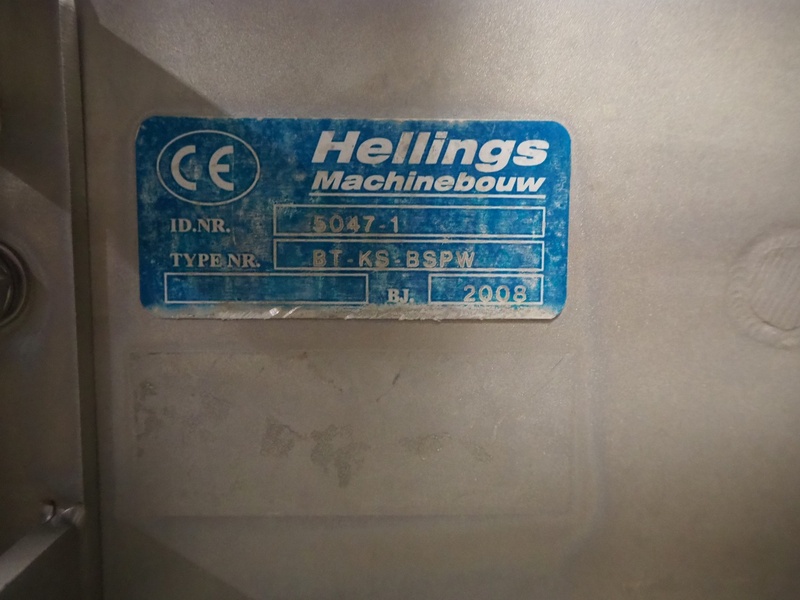 CE
Hellings
Machinebouw
ID.NR. 5047-1
TYPE NR. BT-KS-BSPW
BJ. 2008